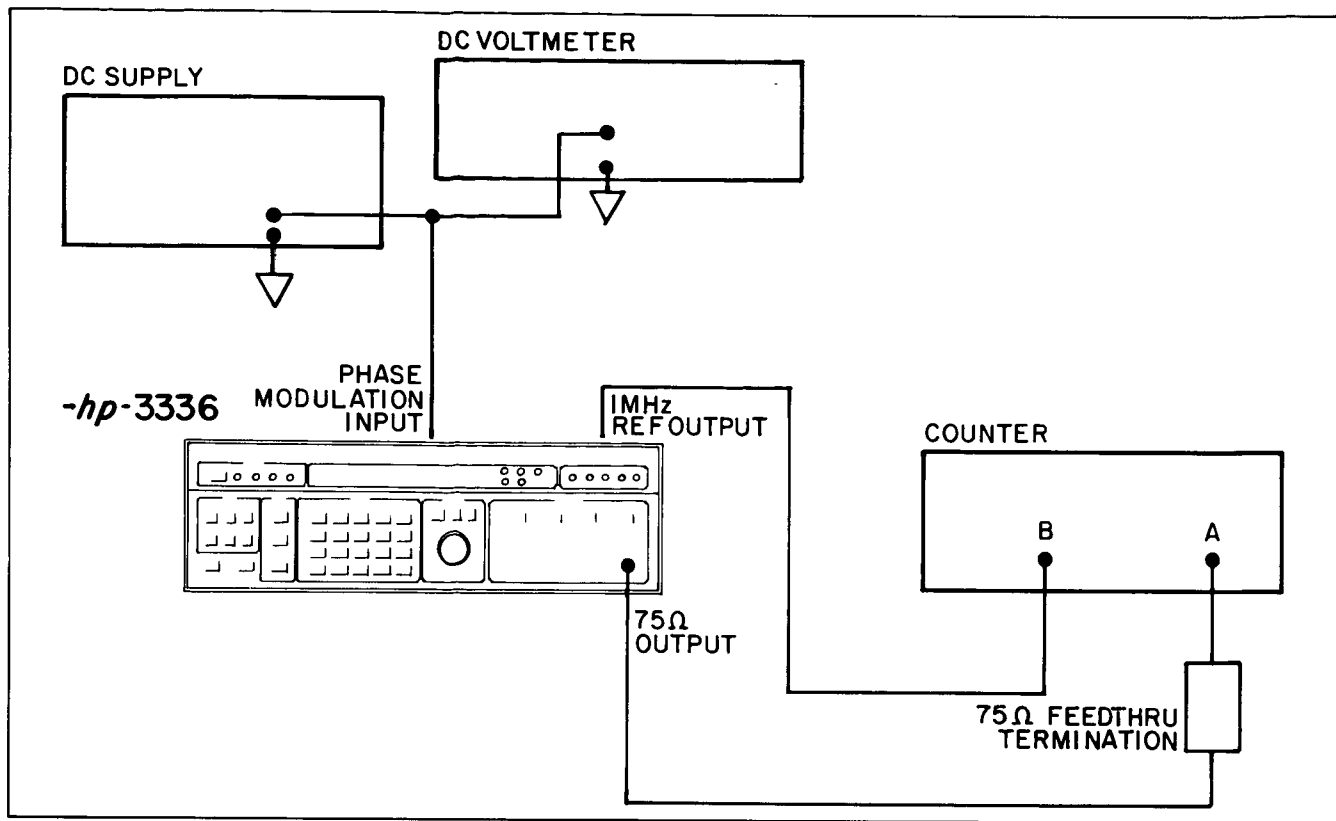 DC VOLTMETER
DC SUPPLY
PHASE
MODULATION
INPUT
-hp-3336
1MHz
REF OUTPUT
COUNTER
B
A
75Ω
OUTPUT
75Ω FEEDTHRU
TERMINATION